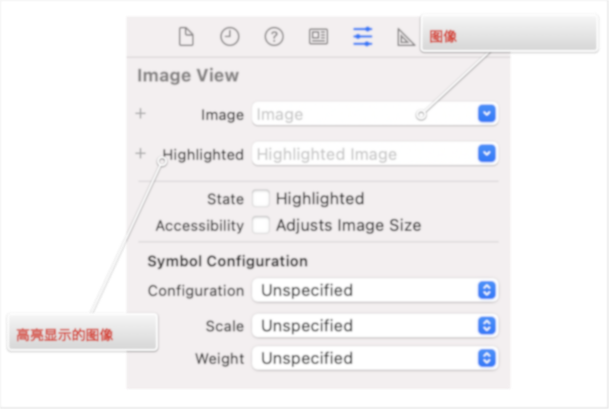 图像
Image View
Image Image
Highlighted Highlighted Image
State Highlighted
Accessibility Adjusts Image Size
Symbol Configuration
Configuration Unspecified
高亮显示的图像
Scale Unspecified
Weight Unspecified